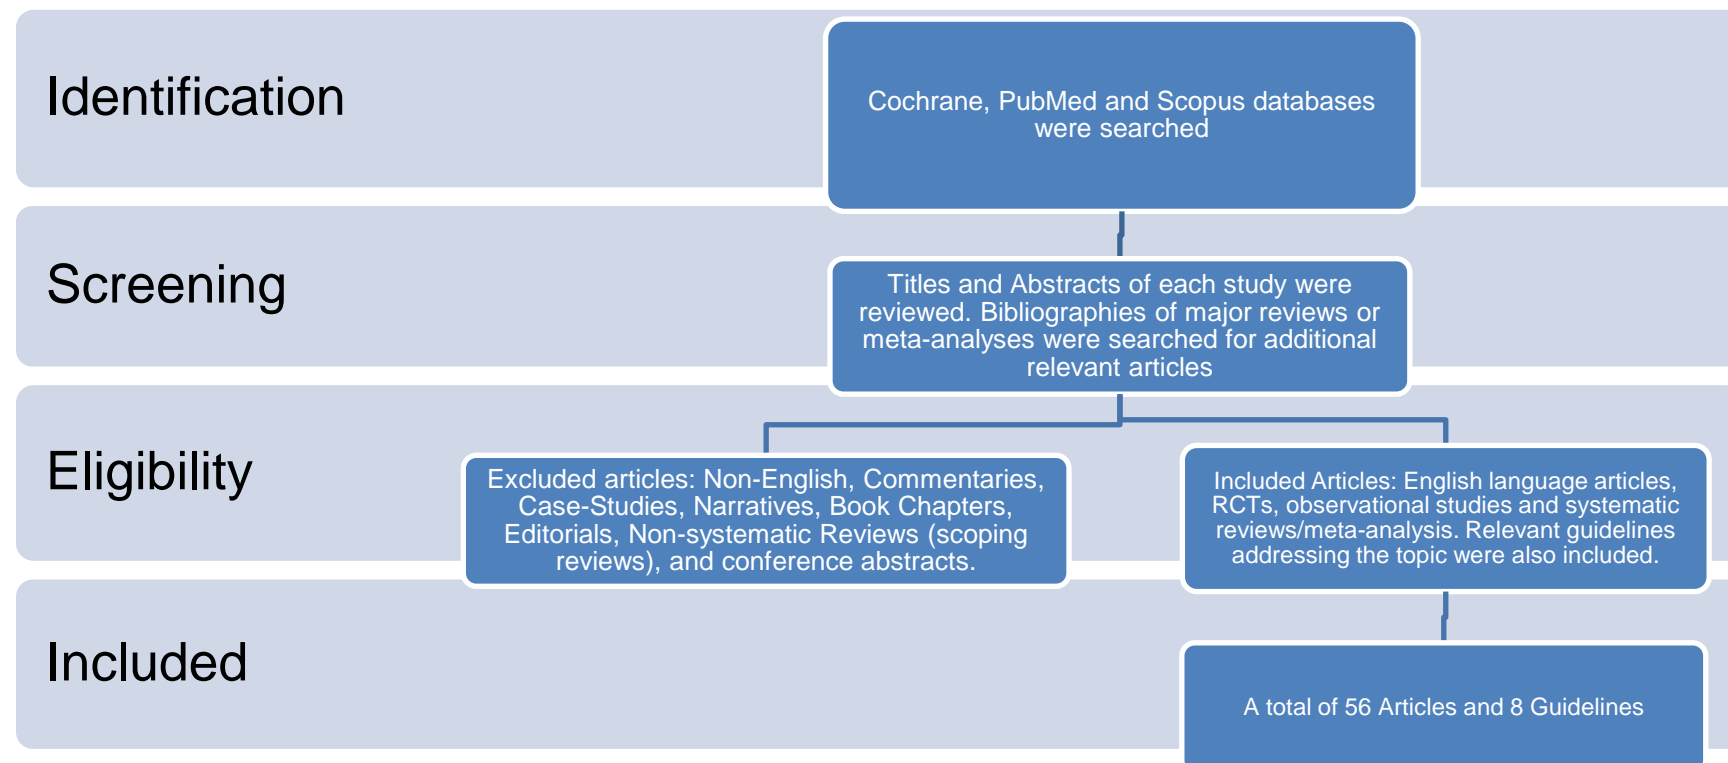 Identification
Cochrane, PubMed and Scopus databases
were searched
Screening
Titles and Abstracts of each study were
reviewed. Bibliographies of major reviews or
meta-analyses were searched for additional
relevant articles
Eligibility
Excluded articles: Non-English, Commentaries,
Case-Studies, Narratives, Book Chapters,
Editorials, Non-systematic Reviews (scoping
reviews), and conference abstracts.
Included Articles: English language articles,
RCTs, observational studies and systematic
reviews/meta-analysis. Relevant guidelines
addressing the topic were also included.
Included
A total of 56 Articles and 8 Guidelines